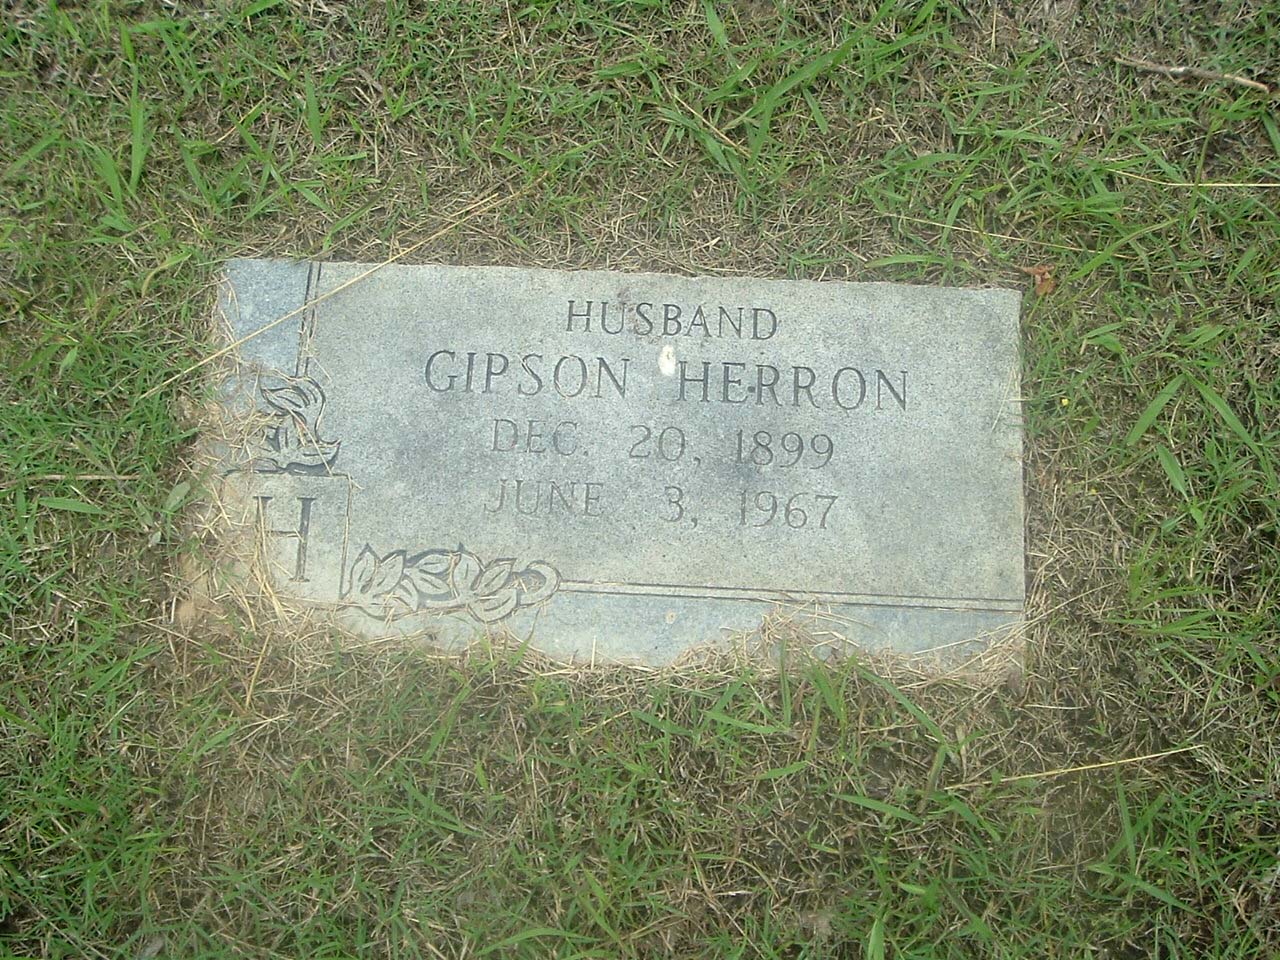 HUSBAND
GIPSON HERRON
DEC. 20, 1899
JUNE 3, 1967
H